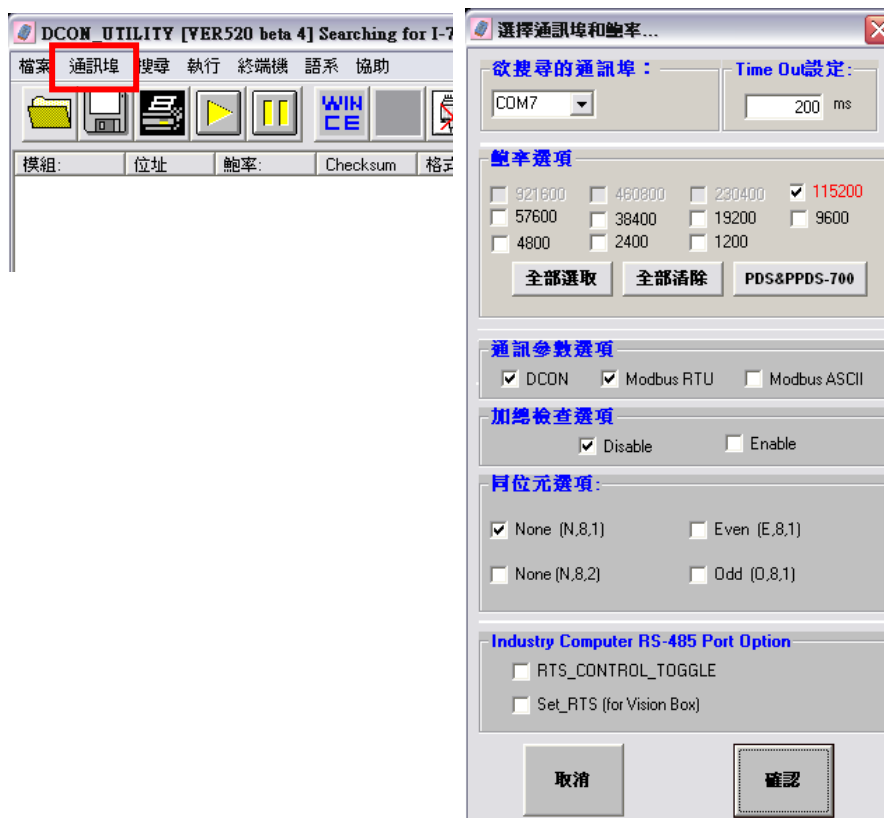 DCON_UTILITY [VER520 beta 4] Searching for I-7
檔案 通訊埠 搜尋 執行 終端機 語系 協助
WIN
CE
模組: 位址 鮑率: Checksum 格式
選擇通訊埠和鮑率...
欲搜尋的通訊埠： Time Out設定:
COM7 200 ms
鮑率選項
921600 460800 230400 115200
57600 38400 19200 9600
4800 2400 1200
全部選取 全部清除 PDS&PPDS-700
通訊參數選項
DCON Modbus RTU Modbus ASCII
加總檢查選項
Disable Enable
同位元選項:
None (N,8,1) Even (E,8,1)
None (N,8,2) Odd (O,8,1)
Industry Computer RS-485 Port Option
RTS_CONTROL_TOGGLE
Set_RTS (for Vision Box)
取消 確認